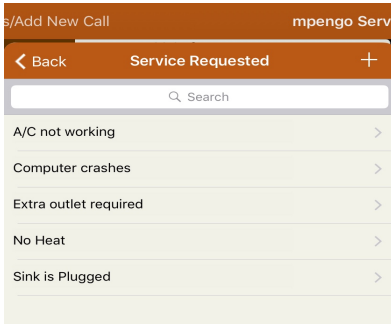 s/Add New Call mpengo Serv
Back Service Requested +
Search
A/C not working
Computer crashes
Extra outlet required
No Heat
Sink is Plugged